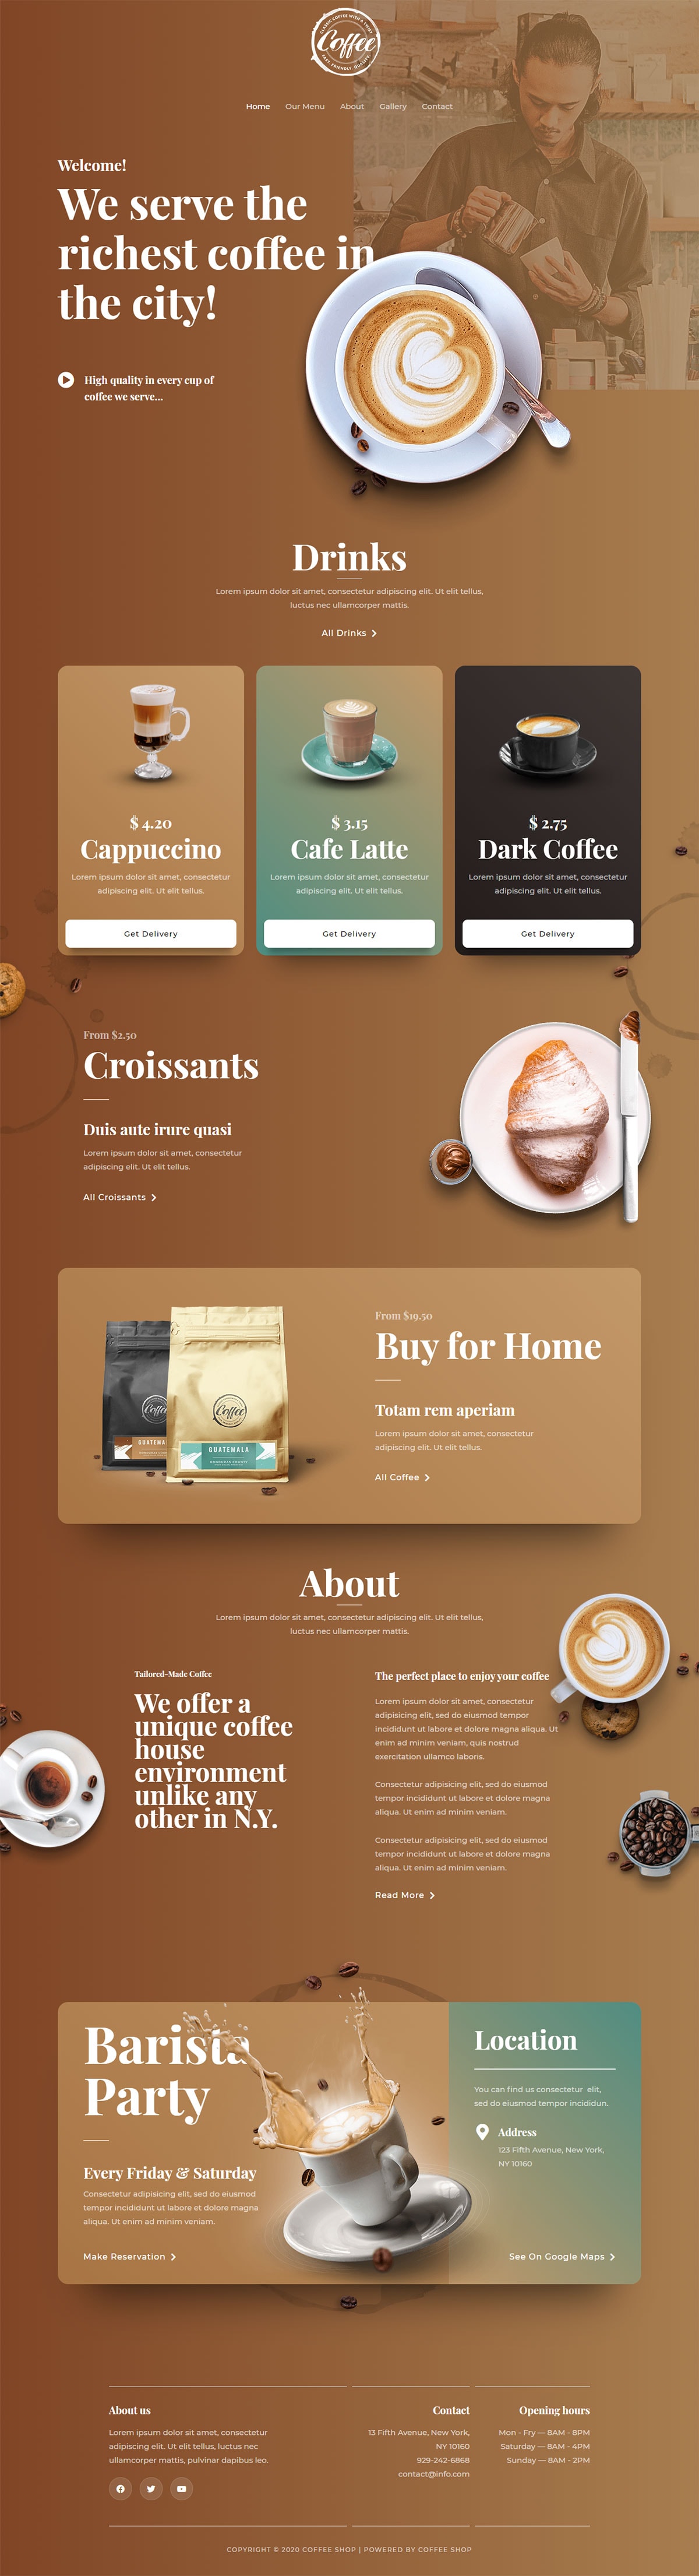 CLASSIC COFFEE WITH A TWIST
Coffee
Home Our Menu About Gallery Contact
Welcome!
We serve the
richest coffee in
the city!
High quality in every cup of
coffee we serve...
Drinks
Lorem ipsum dolor sit amet, consectetur adipiscing elit. Ut elit tellus,
luctus nec ullamcorper mattis.
All Drinks
$ 4.20
Cappuccino
Lorem ipsum dolor sit amet, consectetur
adipiscing elit. Ut elit tellus.
Get Delivery
$ 3.15
Cafe Latte
Lorem ipsum dolor sit amet, consectetur
adipiscing elit. Ut elit tellus.
Get Delivery
$ 2.75
Dark Coffee
Lorem ipsum dolor sit amet, consectetur
adipiscing elit. Ut elit tellus.
Get Delivery
From $2.50
Croissants
Duis aute irure quasi
Lorem ipsum dolor sit amet, consectetur
adipiscing elit. Ut elit tellus.
All Croissants
Coffee
GUATEMALA
From $19.50
Buy for Home
Totam rem aperiam
Lorem ipsum dolor sit amet, consectetur
adipiscing elit. Ut elit tellus.
All Coffee
About
Lorem ipsum dolor sit amet, consectetur adipiscing elit. Ut elit tellus,
luctus nec ullamcorper mattis.
Tailored-Made Coffee
We offer a
unique coffee
house
environment
unlike any
other in N.Y.
The perfect place to enjoy your coffee
Lorem ipsum dolor sit amet, consectetur
adipiscing elit, sed do eiusmod tempor
incididunt ut labore et dolore magna aliqua. Ut
enim ad minim veniam, quis nostrud
exercitation ullamco laboris.
Consectetur adipisicing elit, sed do eiusmod
tempor incididunt ut labore et dolore magna
aliqua. Ut enim ad minim veniam.
Consectetur adipisicing elit, sed do eiusmod
tempor incididunt ut labore et dolore magna
aliqua. Ut enim ad minim veniam.
Read More
Barista
Party
Every Friday & Saturday
Consectetur adipisicing elit, sed do eiusmod
tempor incididunt ut labore et dolore magna
aliqua. Ut enim ad minim veniam.
Make Reservation
Location
You can find us consectetur elit,
sed do eiusmod tempor incididun.
Address
123 Fifth Avenue, New York,
NY 10160
See On Google Maps
About us
Lorem ipsum dolor sit amet, consectetur
adipiscing elit. Ut elit tellus, luctus nec
ullamcorper mattis, pulvinar dapibus leo.
Contact
13 Fifth Avenue, New York,
NY 10160
929-242-6868
contact@info.com
Opening hours
Mon - Fry — 8AM - 8PM
Saturday — 8AM - 4PM
Sunday — 8AM - 2PM
COPYRIGHT © 2020 COFFEE SHOP | POWERED BY COFFEE SHOP